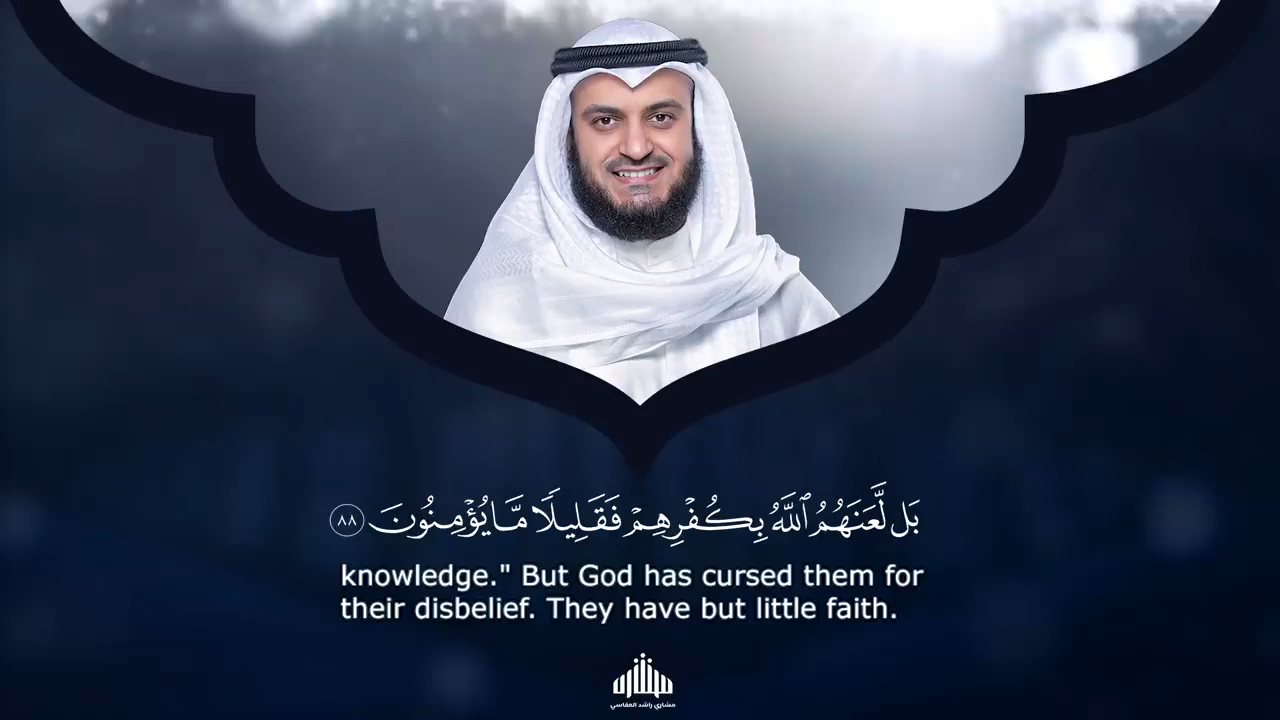 بَل لَّعَنَهُمُ ٱللَّهُ بِكُفْرِهِمْ فَقَلِيلًا مَّا يُؤْمِنُونَ ٨٨
knowledge." But God has cursed them for
their disbelief. They have but little faith.
مشاري راشد العفاسي